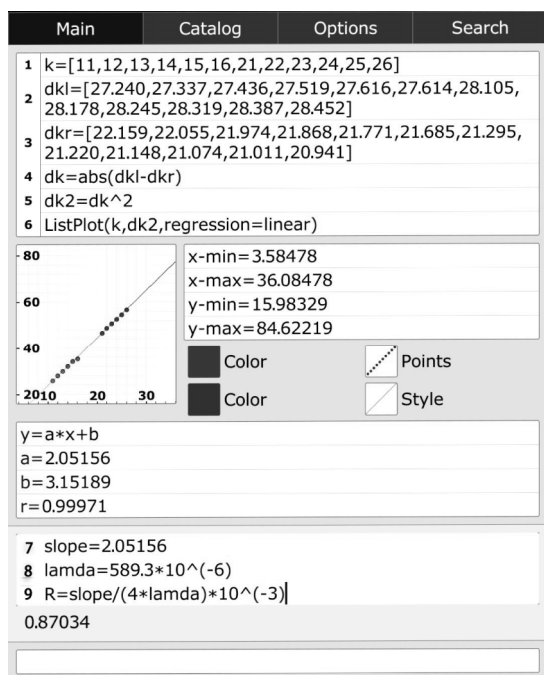 Main Catalog Options Search
1 k=[11,12,13,14,15,16,21,22,23,24,25,26]
2 dkl=[27.240,27.337,27.436,27.519,27.616,27.614,28.105,
28.178,28.245,28.319,28.387,28.452]
3 dkr=[22.159,22.055,21.974,21.868,21.771,21.685,21.295,
21.220,21.148,21.074,21.011,20.941]
4 dk=abs(dkl-dkr)
5 dk2=dk^2
6 ListPlot(k,dk2,regression=linear)
80
60
40
20
10 20 30
x-min=3.58478
x-max=36.08478
y-min=15.98329
y-max=84.62219
Color Points
Color Style
y=a*x+b
a=2.05156
b=3.15189
r=0.99971
7 slope=2.05156
8 lamda=589.3*10^(-6)
9 R=slope/(4*lamda)*10^(-3)
0.87034